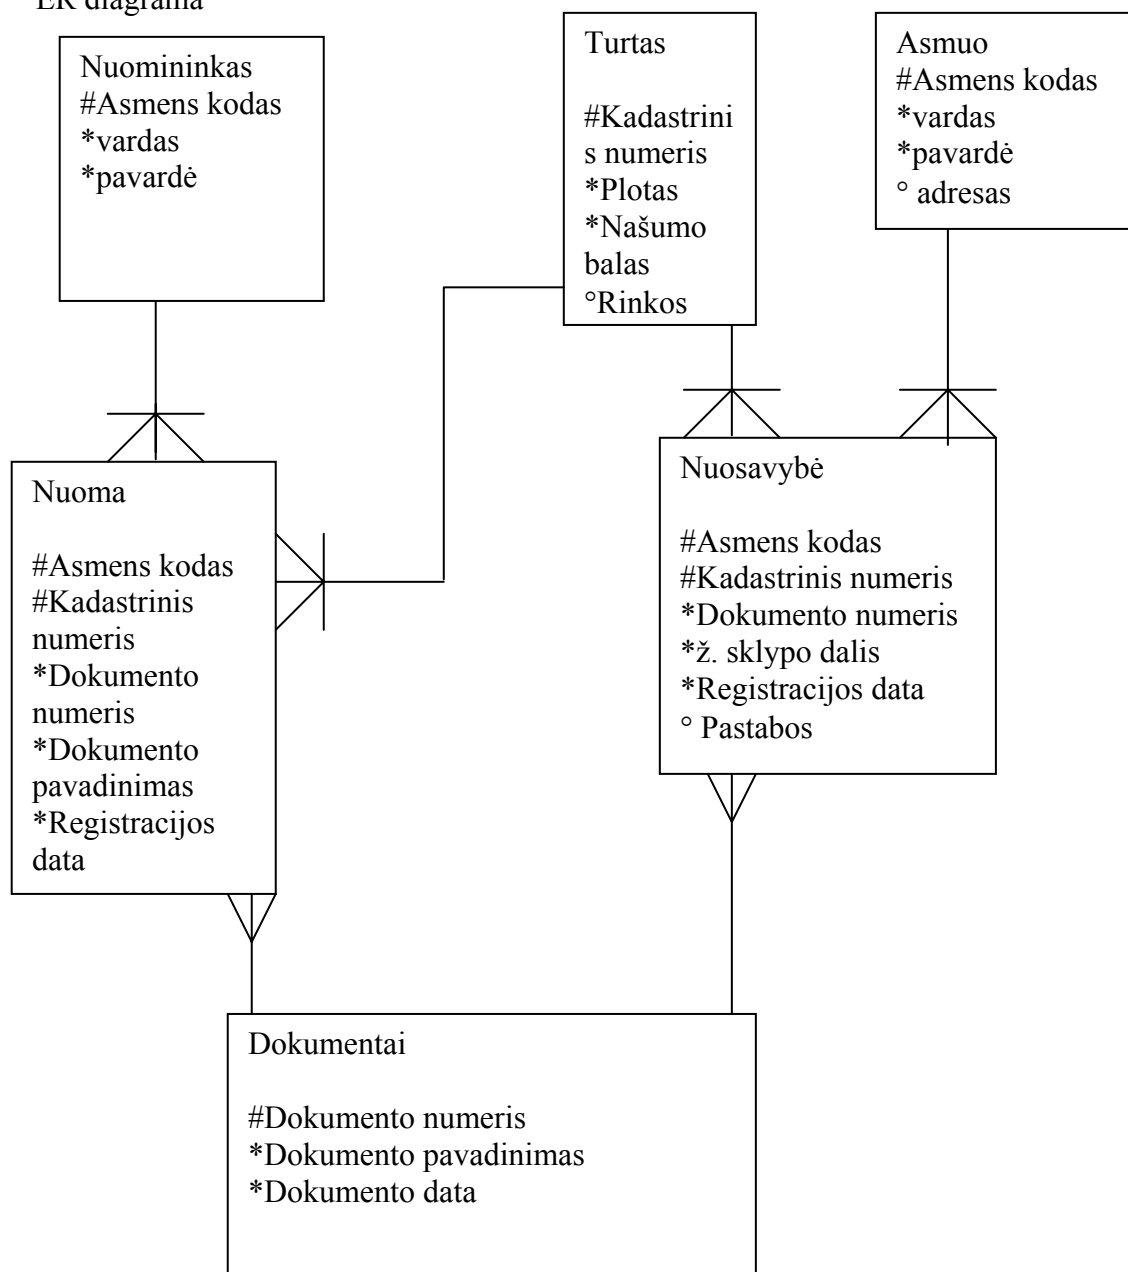 ER diagrama
Nuomininkas
#Asmens kodas
*vardas
*pavardė
Turtas
#Kadastrini
s numeris
*Plotas
*Našumo
balas
°Rinkos
Asmuo
#Asmens kodas
*vardas
*pavardė
° adresas
Nuoma
#Asmens kodas
#Kadastrinis
numeris
*Dokumento
numeris
*Dokumento
pavadinimas
*Registracijos
data
Nuosavybė
#Asmens kodas
#Kadastrinis numeris
*Dokumento numeris
*ž. sklypo dalis
*Registracijos data
° Pastabos
Dokumentai
#Dokumento numeris
*Dokumento pavadinimas
*Dokumento data